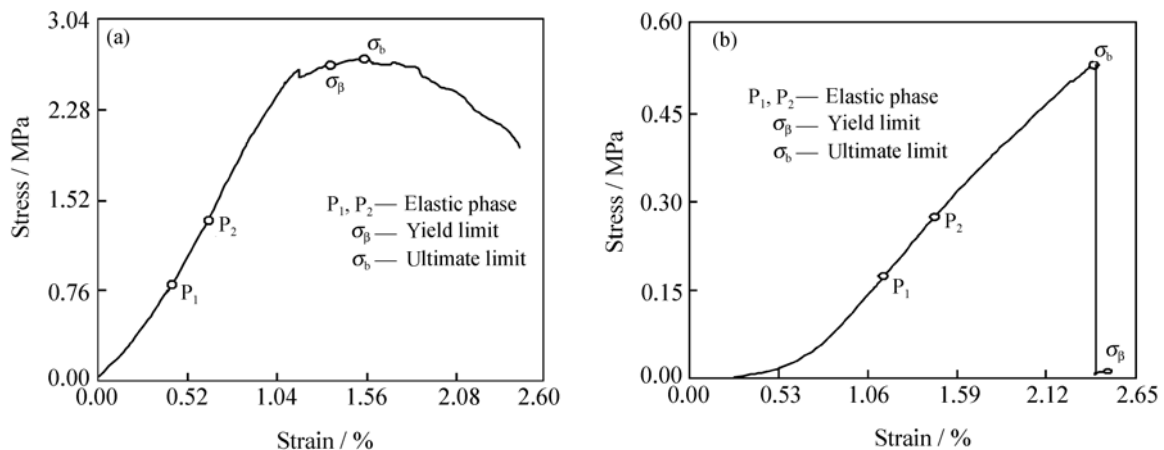 (a)
3.04
2.28
1.52
0.76
0.00
Stress / MPa
σb
σβ
P2
P1
P1, P2— Elastic phase
σβ — Yield limit
σb — Ultimate limit
0.00 0.52 1.04 1.56 2.08 2.60
Strain / %
(b)
0.60
0.45
0.30
0.15
0.00
Stress / MPa
σb
P1, P2 — Elastic phase
σβ — Yield limit
σb — Ultimate limit
P2
P1
σβ
0.00 0.53 1.06 1.59 2.12 2.65
Strain / %